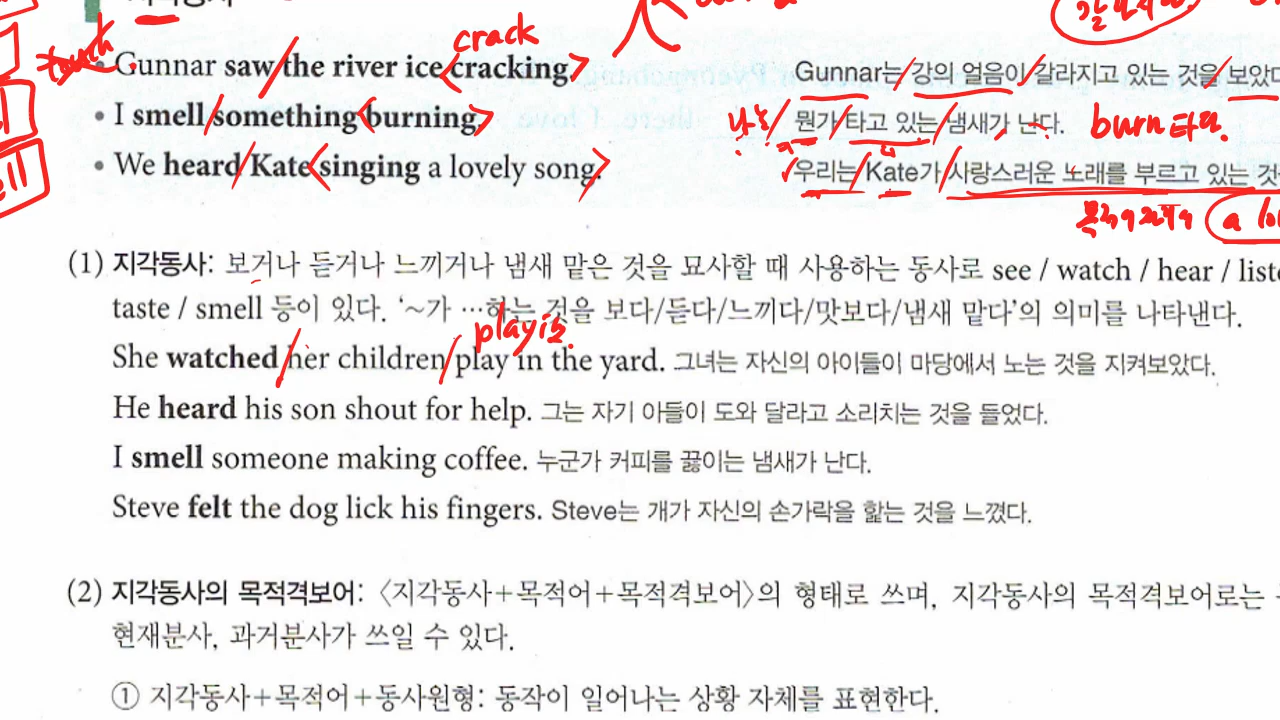 지각동사
crack
• Gunnar saw the river ice cracking. Gunnar는 강의 얼음이 갈라지고 있는 것을 보았다
• I smell something burning. 나는 뭔가 타고 있는 냄새가 난다. burn 타다.
• We heard Kate singing a lovely song. 우리는 Kate가 사랑스러운 노래를 부르고 있는 것
(1) 지각동사: 보거나 듣거나 느끼거나 냄새 맡은 것을 묘사할 때 사용하는 동사로 see / watch / hear /
taste / smell 등이 있다. ‘~가 …하는 것을 보다/듣다/느끼다/맛보다/냄새 맡다’의 의미를 나타낸다.
She watched her children play in the yard. 그녀는 자신의 아이들이 마당에서 노는 것을 지켜보았다.
He heard his son shout for help. 그는 자기 아들이 도와 달라고 소리치는 것을 들었다.
I smell someone making coffee. 누군가 커피를 끓이는 냄새가 난다.
Steve felt the dog lick his fingers. Steve는 개가 자신의 손가락을 핥는 것을 느꼈다.
(2) 지각동사의 목적격보어: 〈지각동사+목적어+목적격보어〉의 형태로 쓰며, 지각동사의 목적격보어로는
현재분사, 과거분사가 쓰일 수 있다.
① 지각동사+목적어+동사원형: 동작이 일어나는 상황 자체를 표현한다.